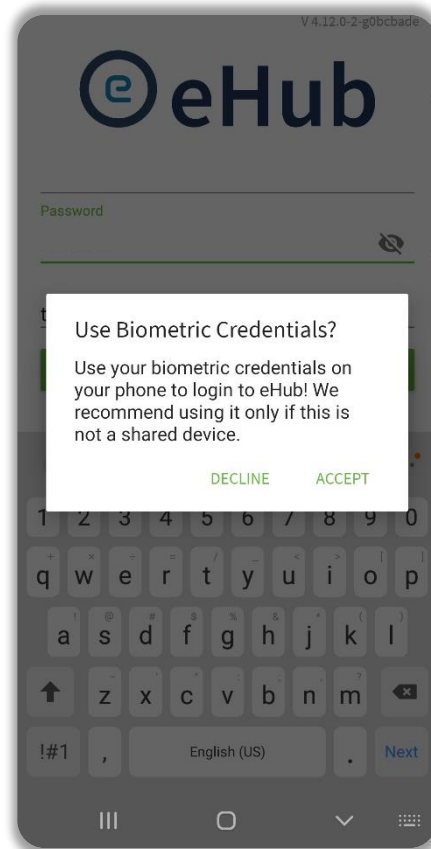 V 4.12.0-2-g0bcbade
eHub
Password
t
Use Biometric Credentials?
Use your biometric credentials on
your phone to login to eHub! We
recommend using it only if this is
not a shared device.
DECLINE ACCEPT
1 2 3 4 5 6 7 8 9 0
q w e r t y u i o p
a s d f g h j k l
z x c v b n m
!#1 , English (US) . Next